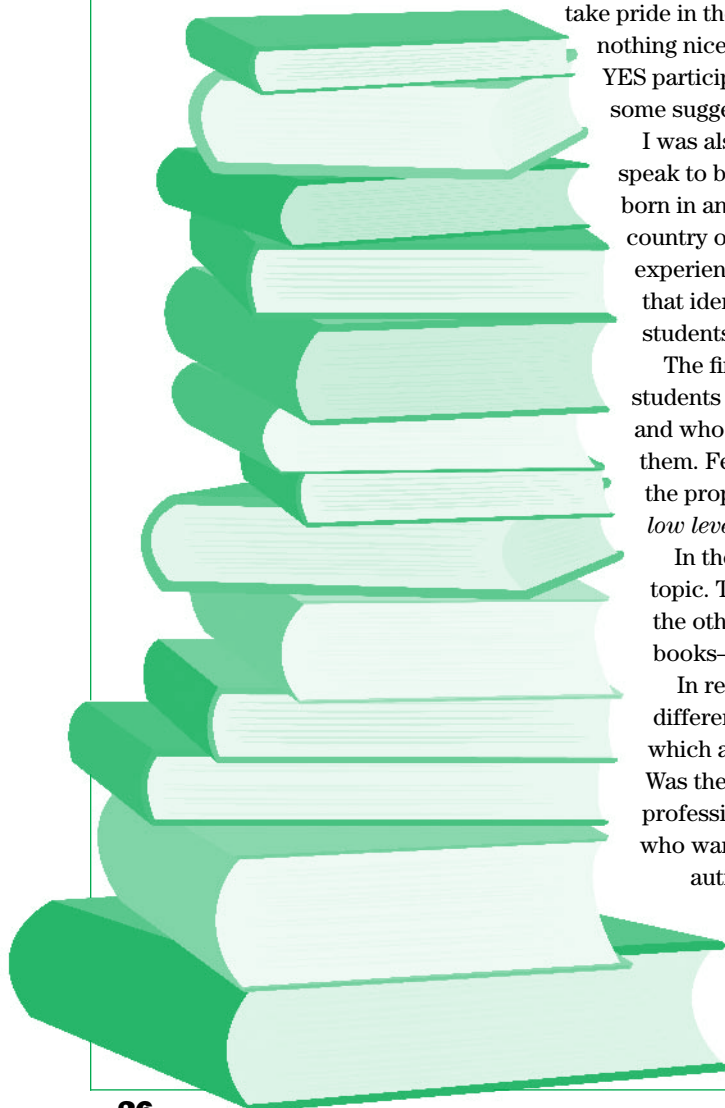 take pride in th
nothing nice
YES particip
some sugge
I was als
speak to b
born in an
country o
experien
that iden
students
The fi
students
and who
them. Fe
the prop
low leve
In the
topic. T
the oth
books–
In re
differen
which a
Was the
professi
who wan
aut
26